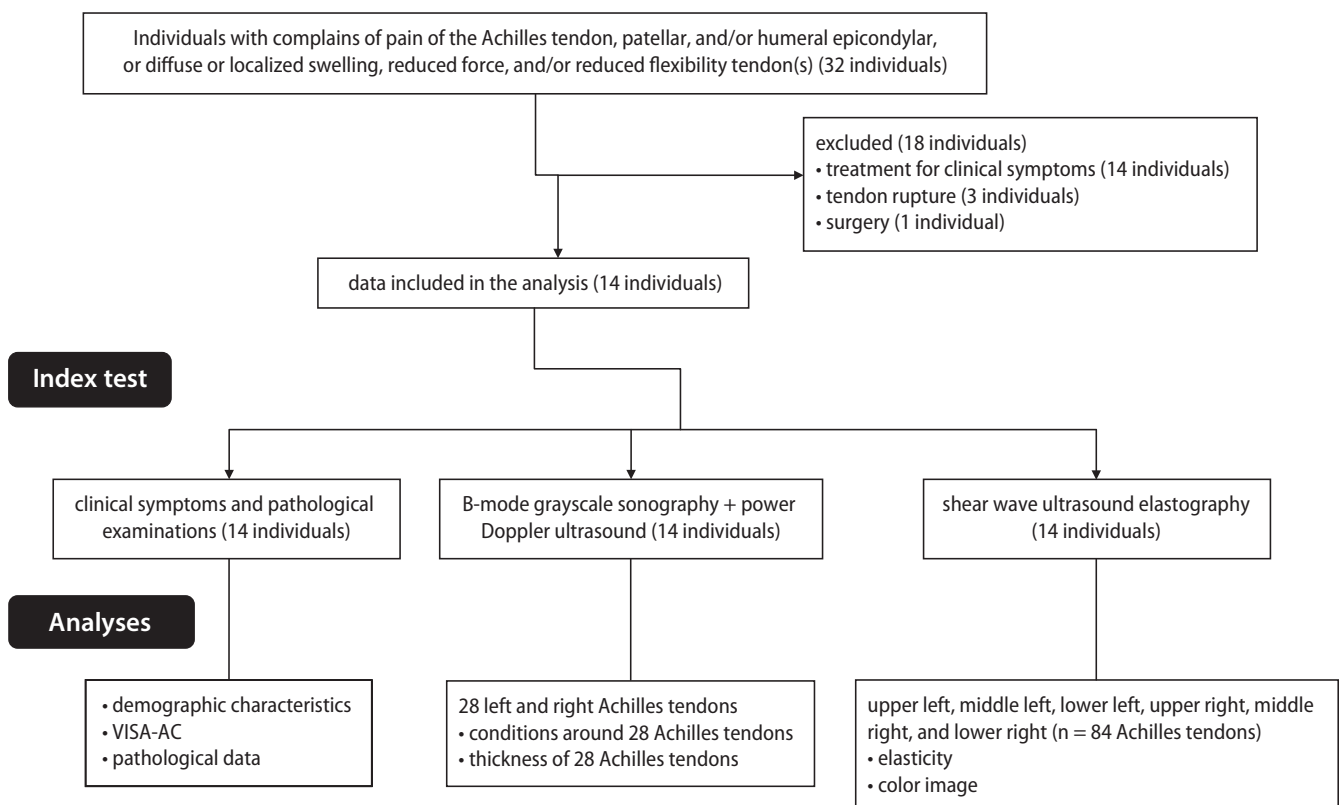 Individuals with complains of pain of the Achilles tendon, patellar, and/or humeral epicondylar,
or diffuse or localized swelling, reduced force, and/or reduced flexibility tendon(s) (32 individuals)
excluded (18 individuals)
• treatment for clinical symptoms (14 individuals)
• tendon rupture (3 individuals)
• surgery (1 individual)
data included in the analysis (14 individuals)
Index test
clinical symptoms and pathological
examinations (14 individuals)
B-mode grayscale sonography + power
Doppler ultrasound (14 individuals)
shear wave ultrasound elastography
(14 individuals)
Analyses
• demographic characteristics
• VISA-AC
• pathological data
28 left and right Achilles tendons
• conditions around 28 Achilles tendons
• thickness of 28 Achilles tendons
upper left, middle left, lower left, upper right, middle
right, and lower right (n = 84 Achilles tendons)
• elasticity
• color image